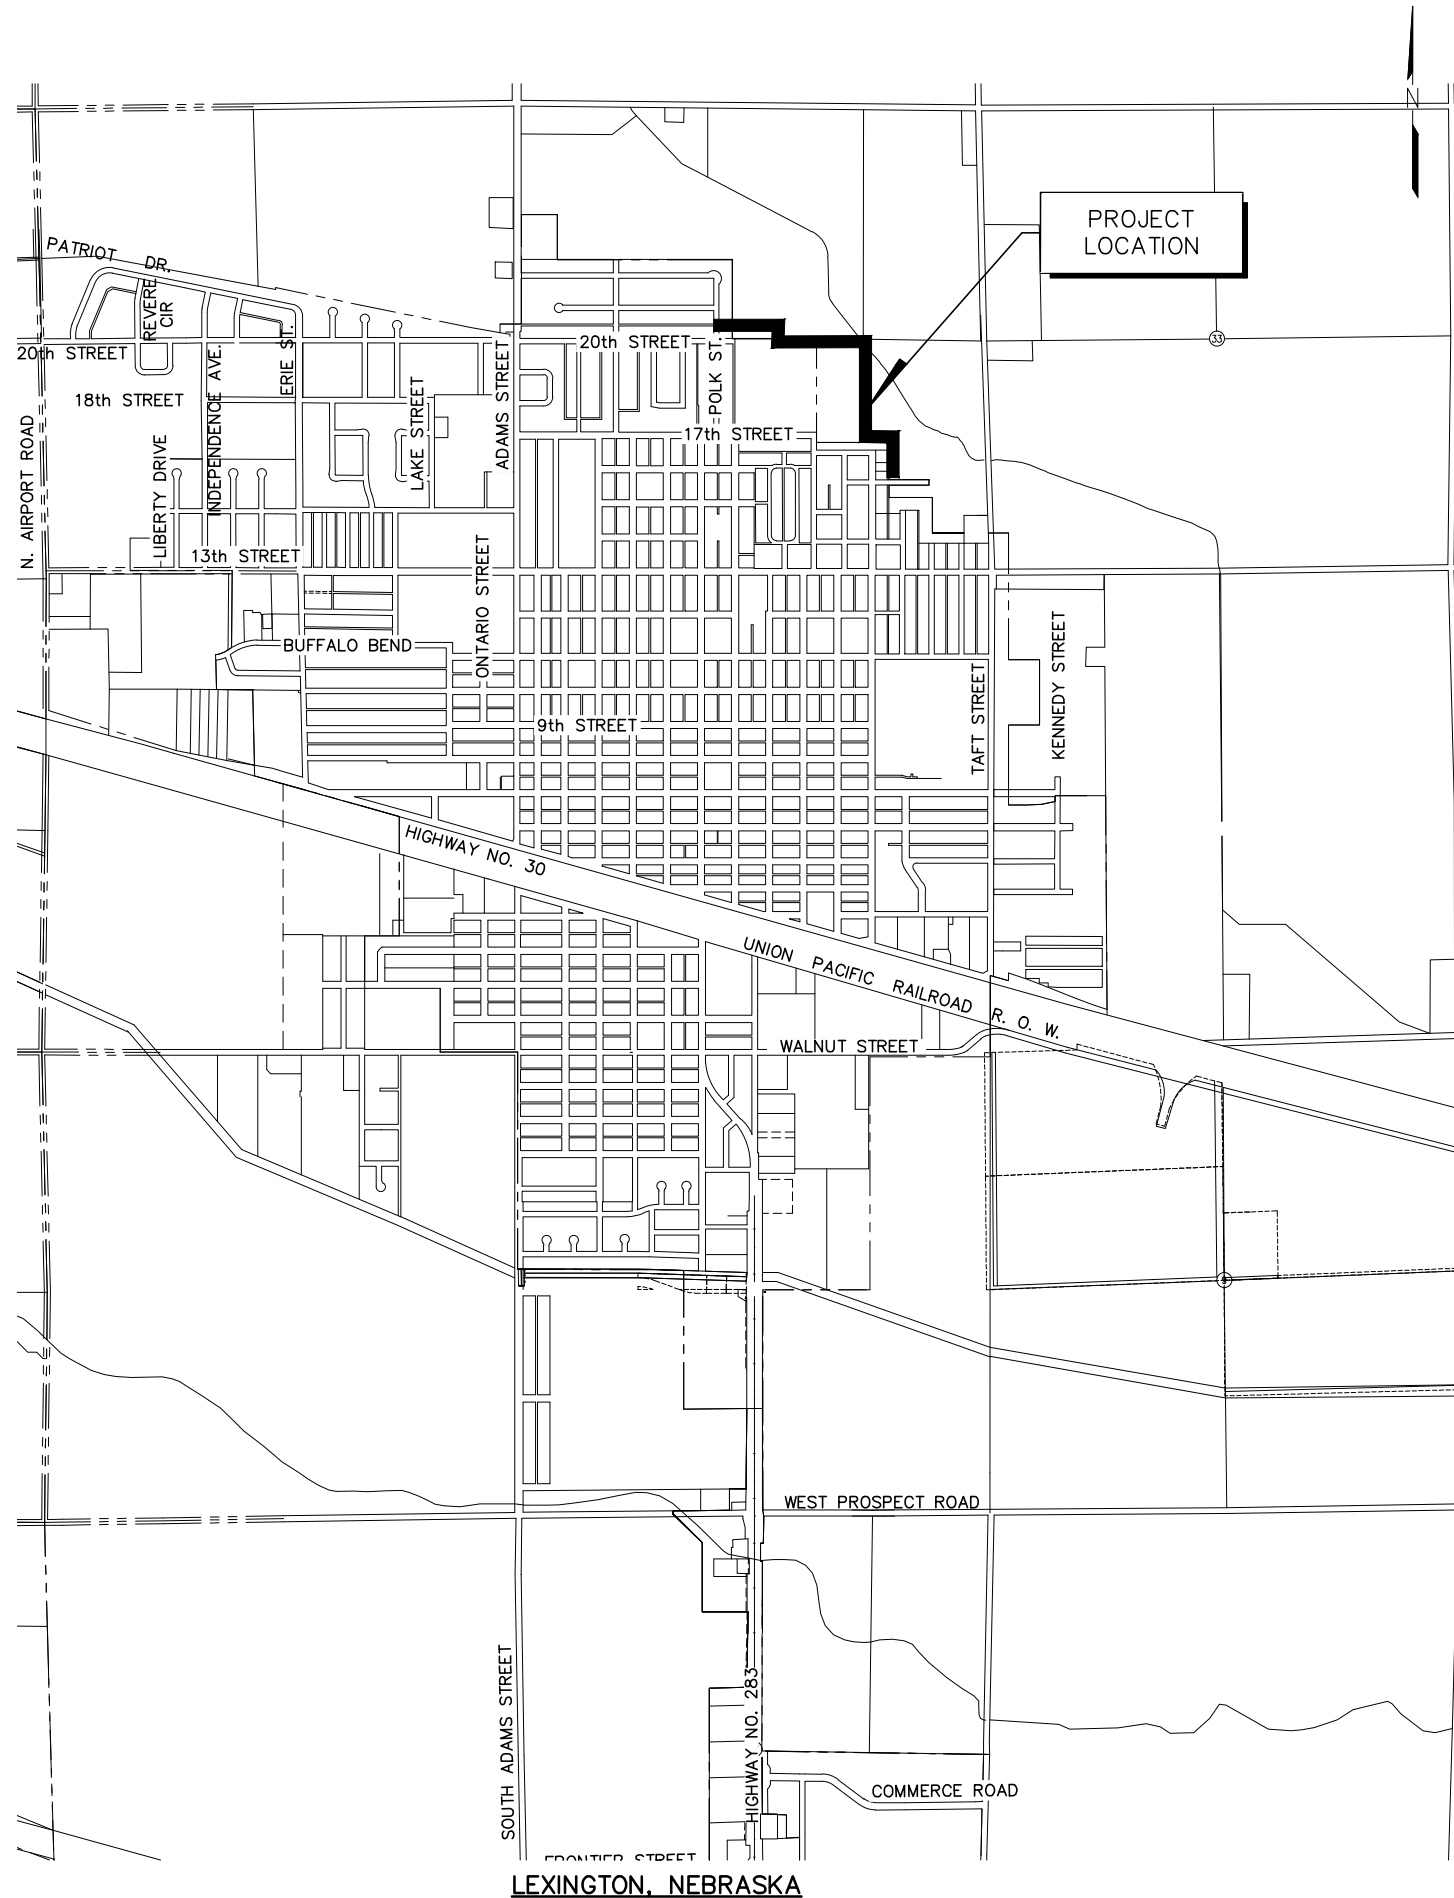 N
PROJECT
LOCATION
PATRIOT DR.
REVERE
CIR
33
20th STREET
ERIE ST.
20th STREET
POLK ST.
ADAMS STREET
INDEPENDENCE AVE.
18th STREET
LAKE STREET
17th STREET
N. AIRPORT ROAD
LIBERTY DRIVE
13th STREET
ONTARIO STREET
BUFFALO BEND
KENNEDY STREET
TAFT STREET
9th STREET
HIGHWAY NO. 30
UNION PACIFIC RAILROAD R. O. W.
WALNUT STREET
WEST PROSPECT ROAD
SOUTH ADAMS STREET
HIGHWAY NO. 283
COMMERCE ROAD
FRONTIER STREET
LEXINGTON, NEBRASKA